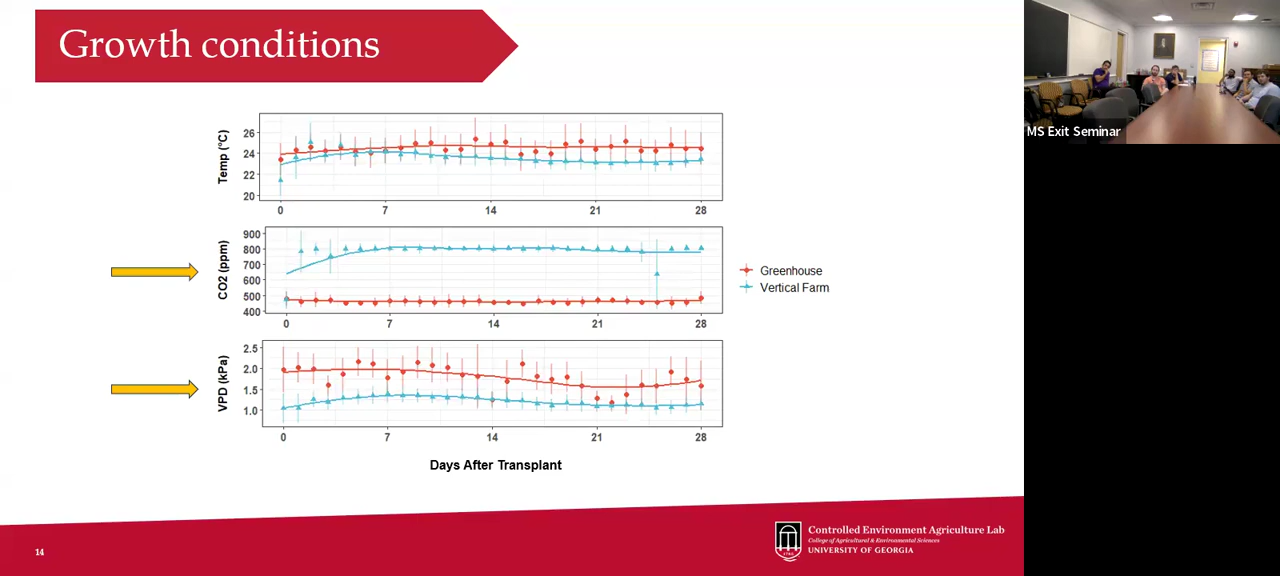 Growth conditions
MS Exit Seminar
Temp (°C)
26
24
22
20
0 7 14 21 28
CO2 (ppm)
900
800
700
600
500
400
0 7 14 21 28
Greenhouse
Vertical Farm
VPD (kPa)
2.5
2.0
1.5
1.0
0 7 14 21 28
Days After Transplant
14
Controlled Environment Agriculture Lab
College of Agricultural & Environmental Sciences
UNIVERSITY OF GEORGIA